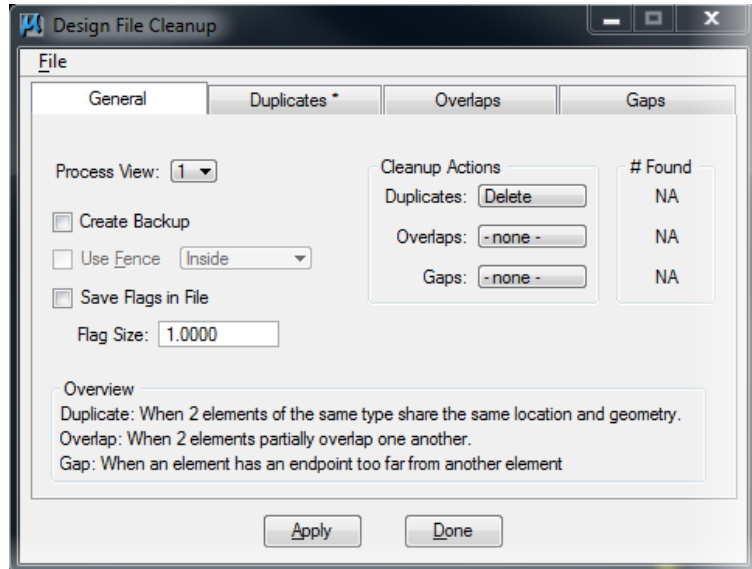 Design File Cleanup
File
General
Duplicates *
Overlaps
Gaps
Process View: 1
Create Backup
Use Fence Inside
Save Flags in File
Flag Size: 1.0000
Cleanup Actions
Duplicates: Delete
Overlaps: - none -
Gaps: - none -
# Found
NA
NA
NA
Overview
Duplicate: When 2 elements of the same type share the same location and geometry.
Overlap: When 2 elements partially overlap one another.
Gap: When an element has an endpoint too far from another element
Apply
Done